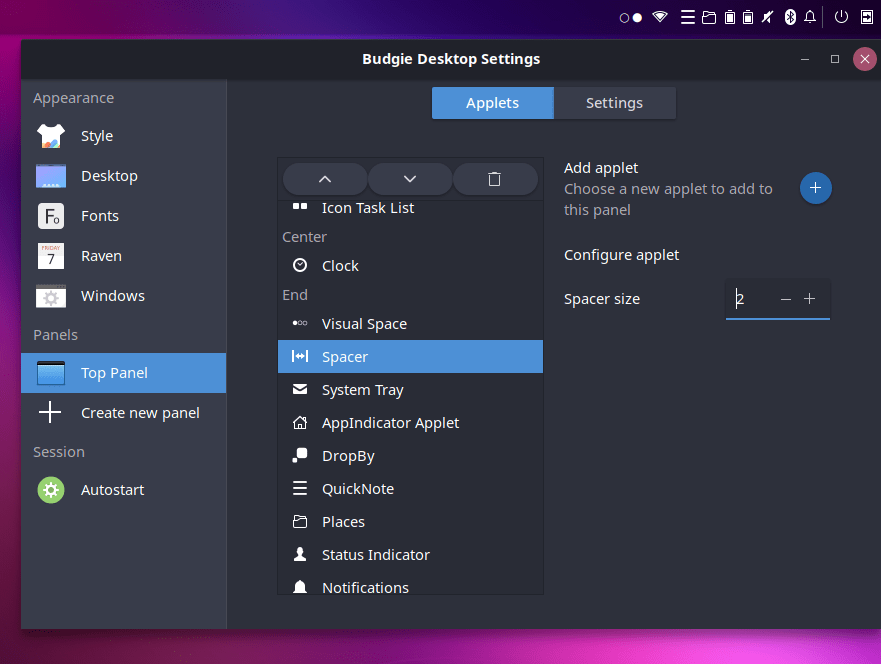 Budgie Desktop Settings
Appearance
Style
Desktop
Fo
Fonts
FRIDAY
7
Raven
Windows
Panels
Top Panel
Create new panel
Session
Autostart
Applets
Settings
Icon Task List
Center
Clock
End
Visual Space
Spacer
System Tray
AppIndicator Applet
DropBy
QuickNote
Places
Status Indicator
Notifications
Add applet
Choose a new applet to add to
this panel
Configure applet
Spacer size
2